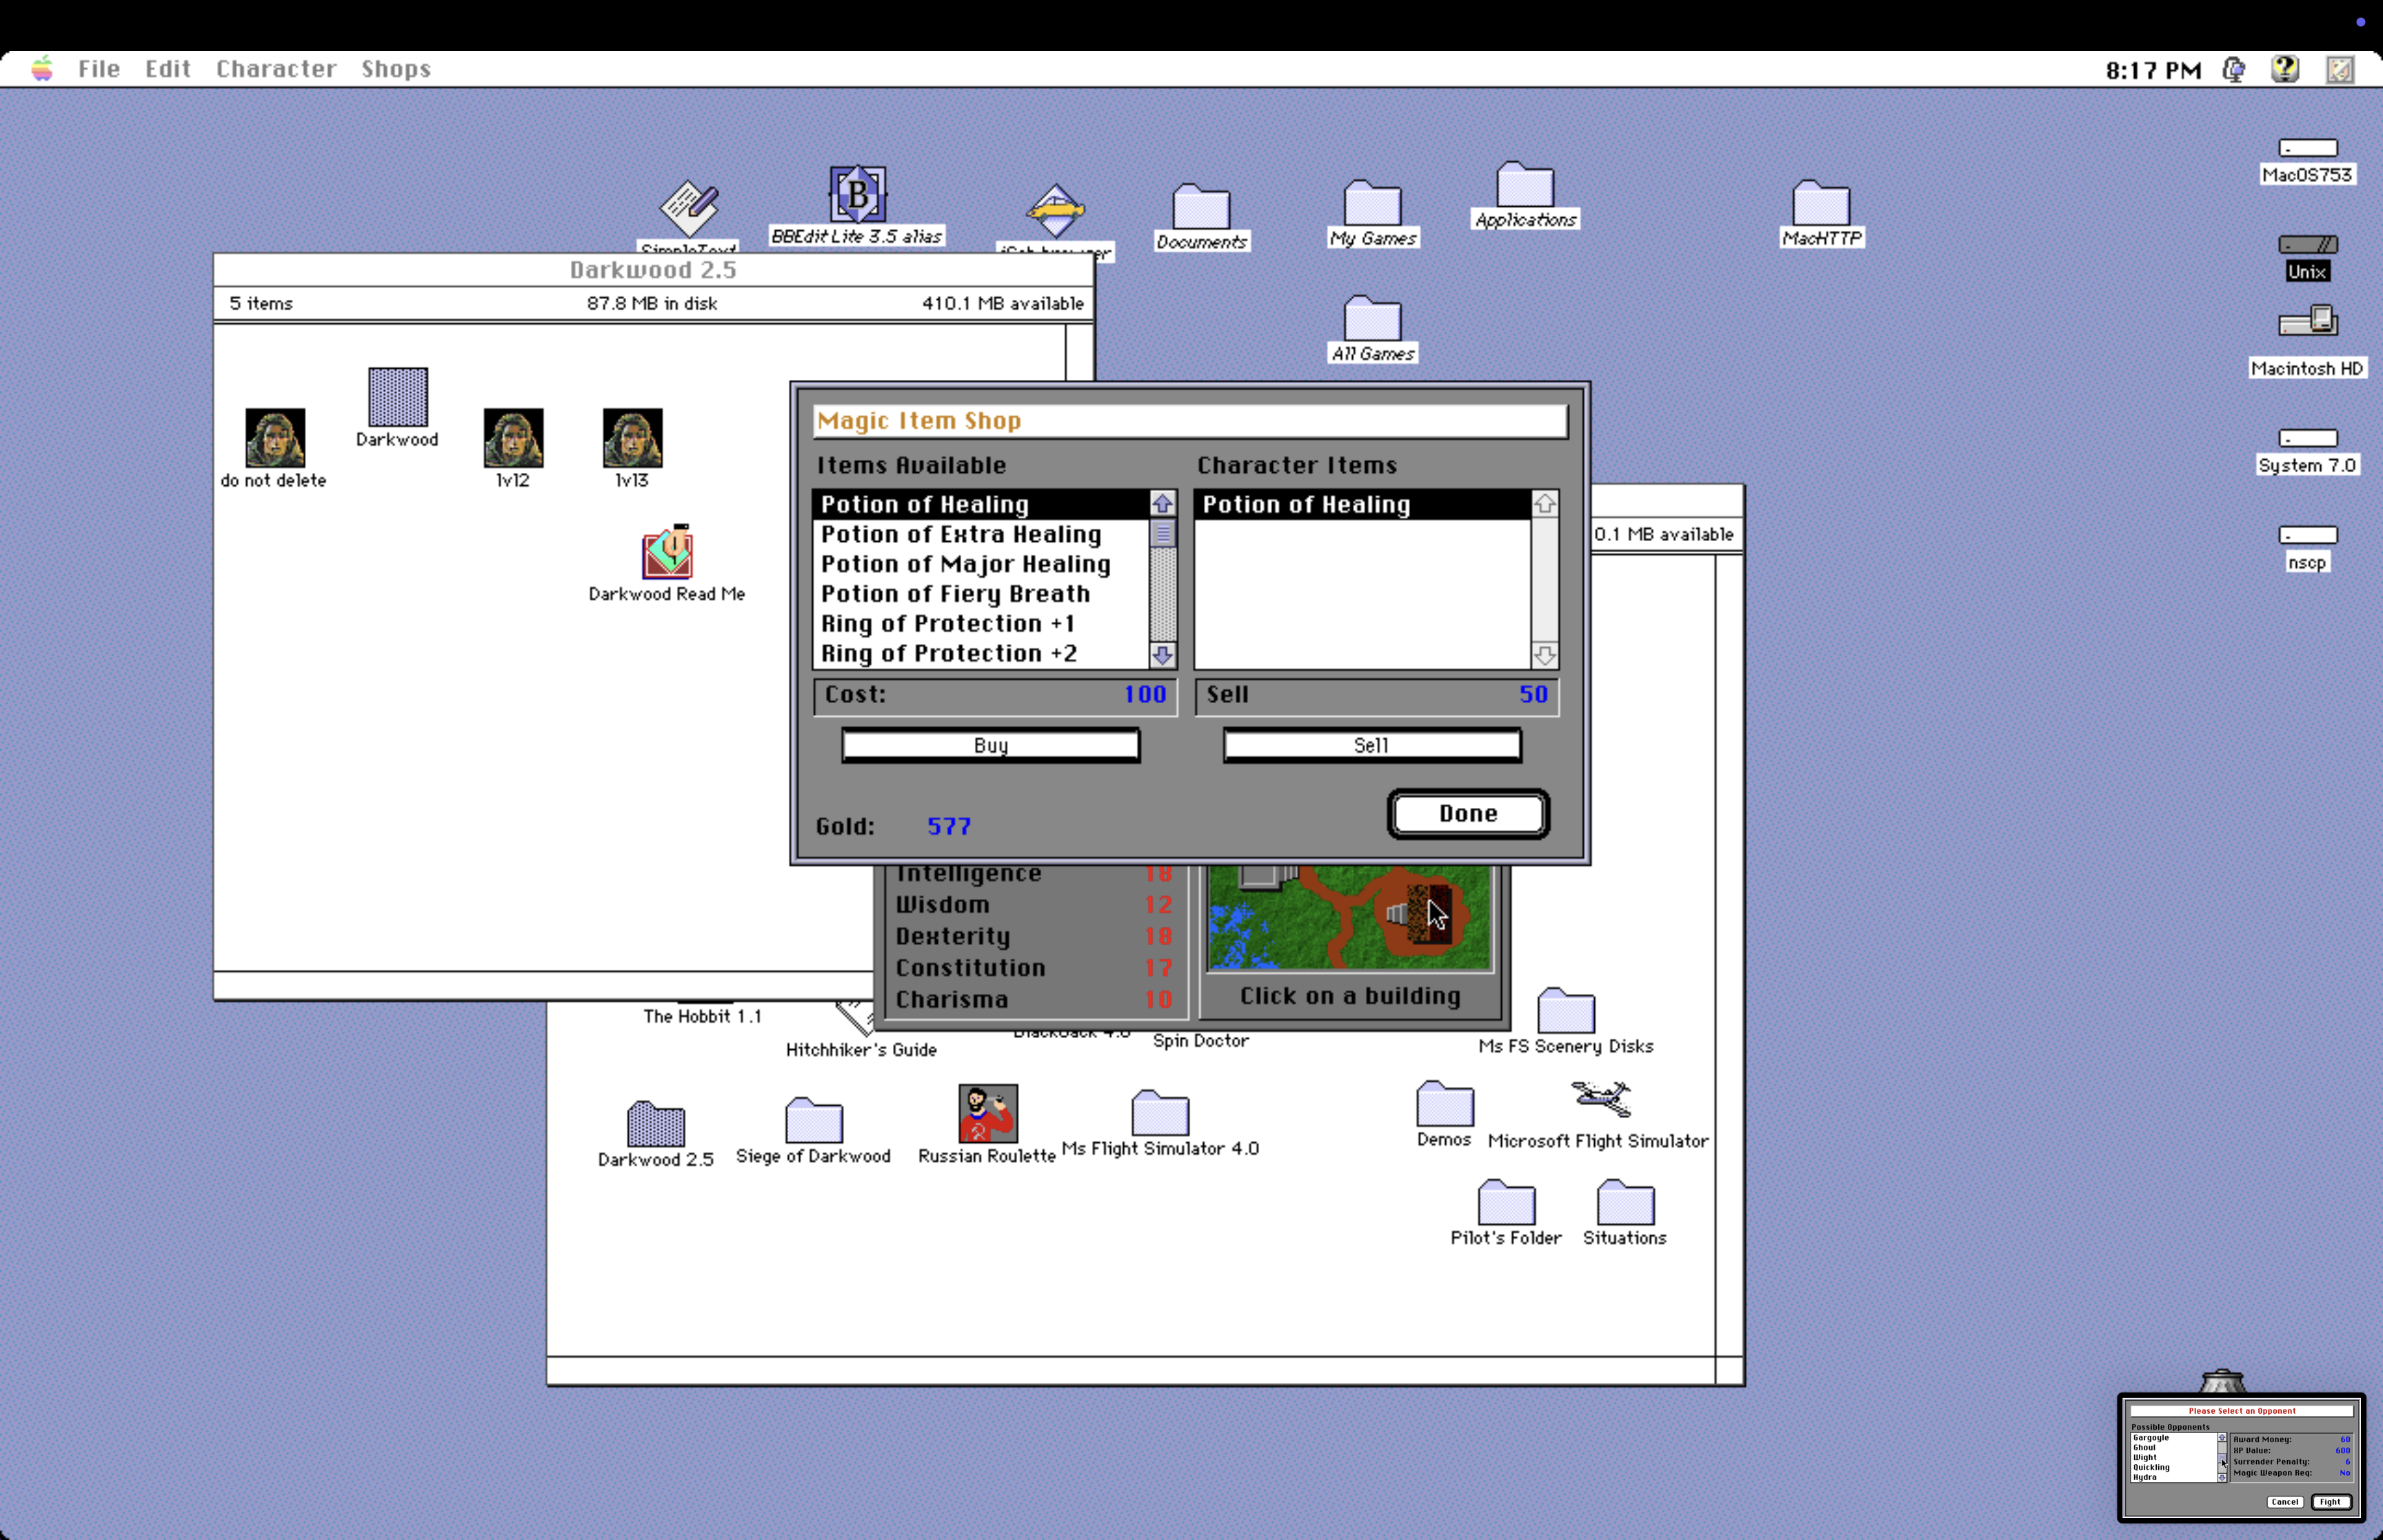 File Edit Character Shops 8:17 PM
MacOS753
Unix
Macintosh HD
System 7.0
nscp
BBEdit Lite 3.5 alias
Documents
My Games
Applications
MacHTTP
All Games
Darkwood 2.5
5 items 87.8 MB in disk 410.1 MB available
do not delete
Darkwood
lvl2
lvl3
Darkwood Read Me
0.1 MB available
Magic Item Shop
Items Available
Potion of Healing
Potion of Extra Healing
Potion of Major Healing
Potion of Fiery Breath
Ring of Protection +1
Ring of Protection +2
Cost: 100
Buy
Character Items
Potion of Healing
Sell 50
Sell
Gold: 577
Done
Intelligence 18
Wisdom 12
Dexterity 18
Constitution 17
Charisma 10
Click on a building
The Hobbit 1.1
Hitchhiker's Guide
Spin Doctor
Ms FS Scenery Disks
Darkwood 2.5
Siege of Darkwood
Russian Roulette
Ms Flight Simulator 4.0
Demos
Microsoft Flight Simulator
Pilot's Folder
Situations
Please Select an Opponent
Possible Opponents
Gargoyle
Ghoul
Wight
Quickling
Hydra
Award Money: 60
XP Value: 600
Surrender Penalty: 6
Magic Weapon Req: No
Cancel Fight